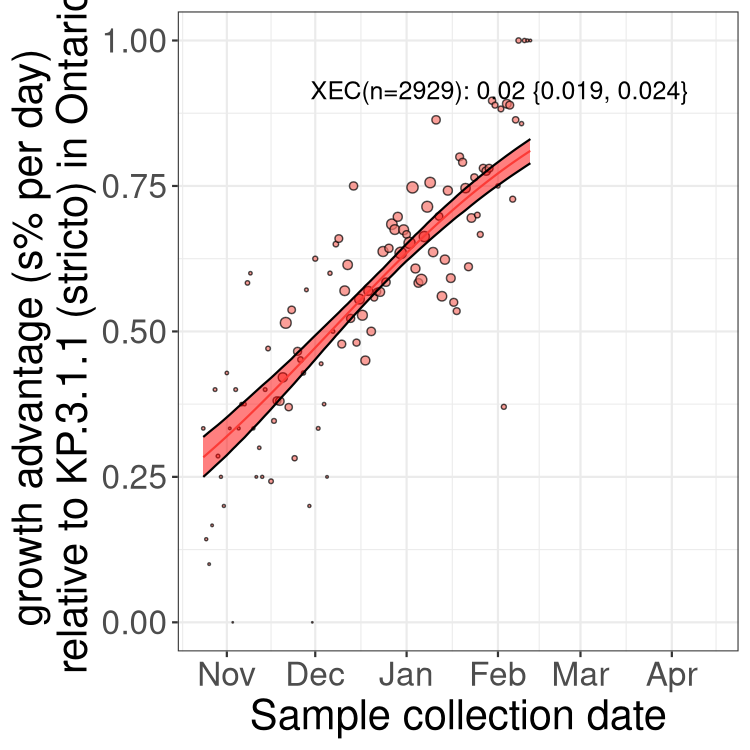 growth advantage (s% per day)
relative to KP.3.1.1 (stricto) in Ontario
1.00
XEC(n=2929): 0.02 {0.019, 0.024}
0.75
0.50
0.25
0.00
Nov Dec Jan Feb Mar Apr
Sample collection date